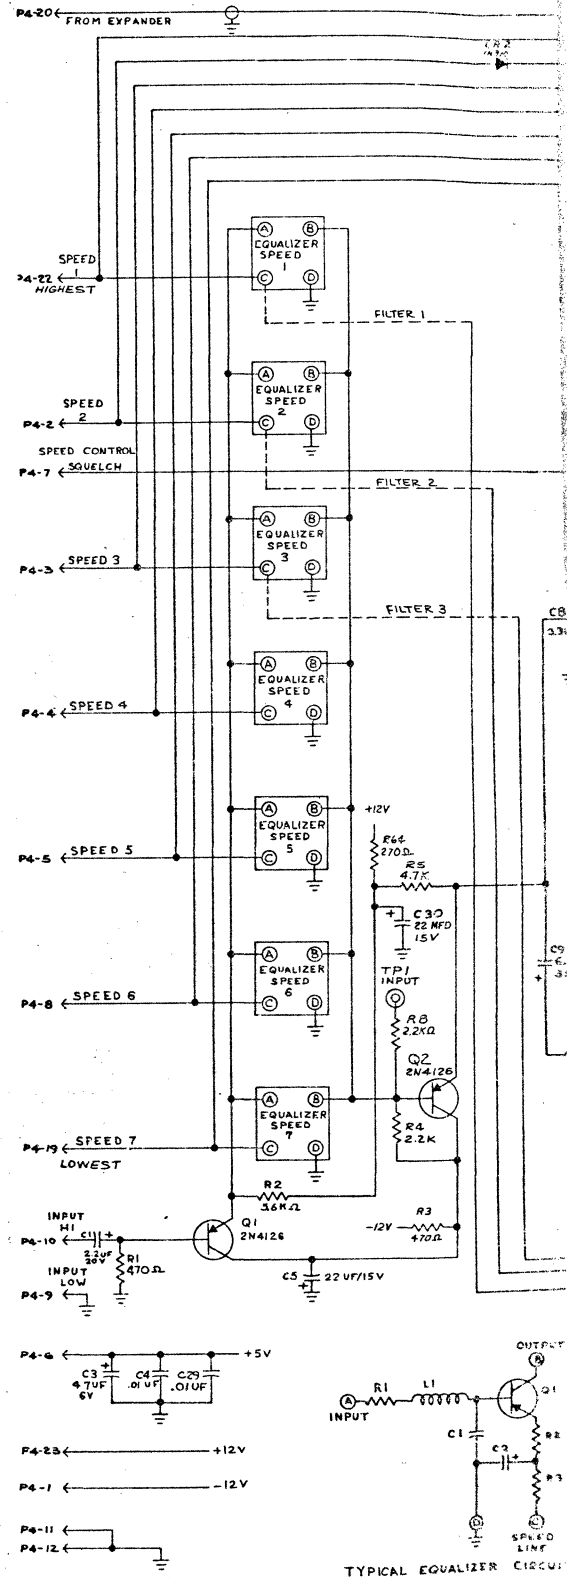 P4-20
FROM EXPANDER
CR2
SPEED
1
P4-22
HIGHEST
A B
EQUALIZER
SPEED
1
C D
FILTER 1
SPEED
2
P4-2
A B
EQUALIZER
SPEED
2
C D
SPEED CONTROL
P4-7 SQUELCH
FILTER 2
A B
EQUALIZER
SPEED
3
C D
P4-3 SPEED 3
FILTER 3
C8
A B
EQUALIZER
SPEED
4
C D
P4-4 SPEED 4
A B
EQUALIZER
SPEED
5
C D
P4-5 SPEED 5
+12V
R64
270Ω
R5
4.7K
C30
22 MFD
15V
C9
A B
EQUALIZER
SPEED
6
C D
P4-8 SPEED 6
TP1
INPUT
R8
2.2KΩ
Q2
2N4126
A B
EQUALIZER
SPEED
7
C D
P4-19 SPEED 7
LOWEST
R4
2.2K
R2
5.6KΩ
INPUT
HI
P4-10
C1 +
2.2UF
20V
R1
470Ω
Q1
2N4126
-12V
R3
470Ω
C5
+
22 UF/15V
INPUT
LOW
P4-9
P4-6
+5V
C3
47UF
6V
C4
.01UF
C29
.01UF
P4-23 +12V
P4-1 -12V
P4-11
P4-12
OUTPUT
B
Q1
A
INPUT
R1
L1
C1
C2 +
R2
R3
D
C
SPEED
LINE
TYPICAL EQUALIZER CIRCUI